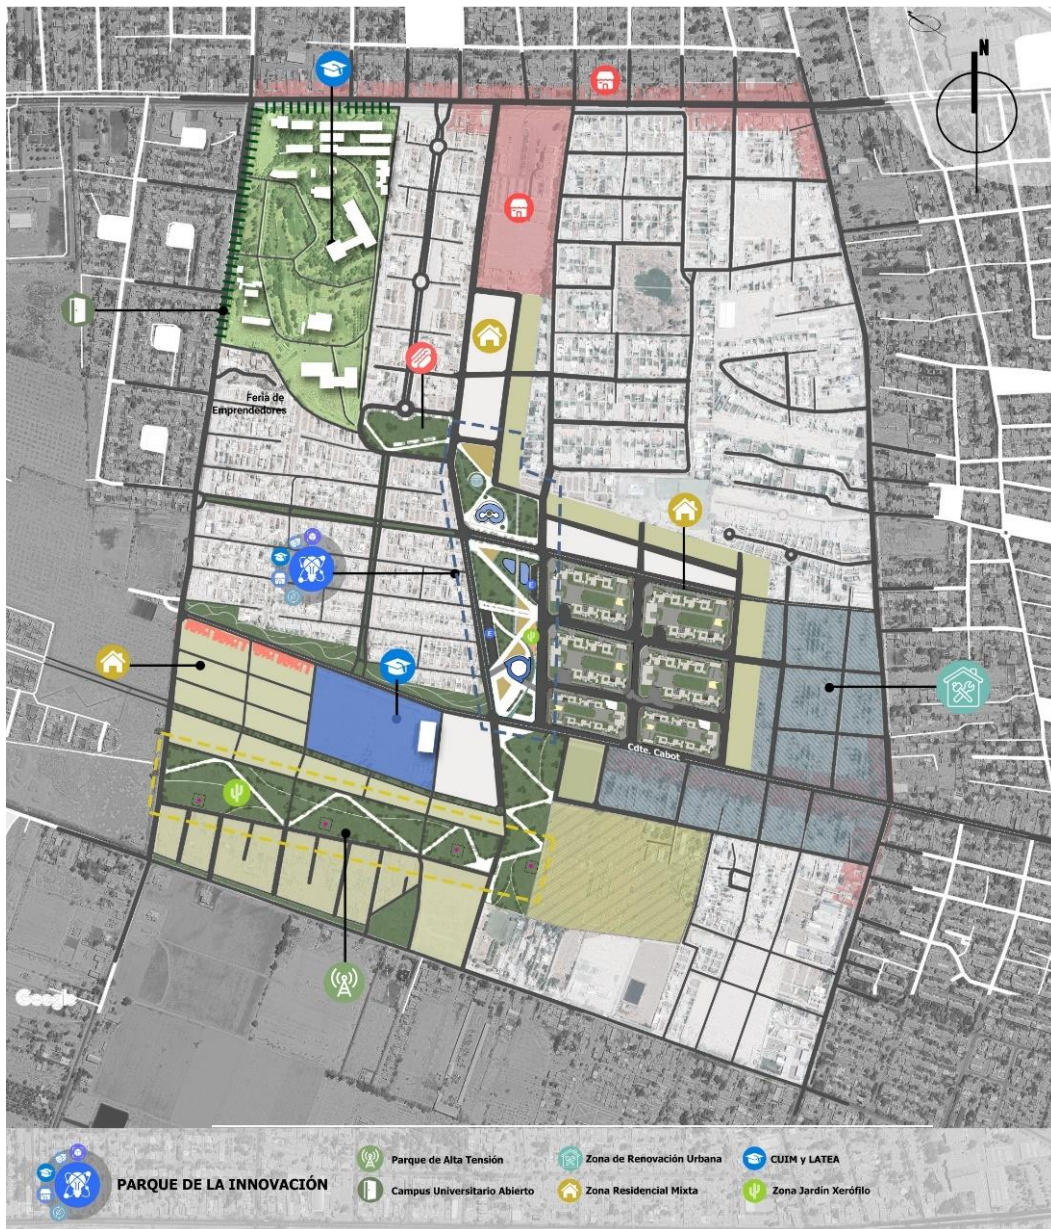 N
Feria de
Emprendedores
E
E
Cdte. Cabot
Google
PARQUE DE LA INNOVACIÓN
Parque de Alta Tensión
Campus Universitario Abierto
Zona de Renovación Urbana
Zona Residencial Mixta
CUIM y LATEA
Zona Jardín Xerófilo